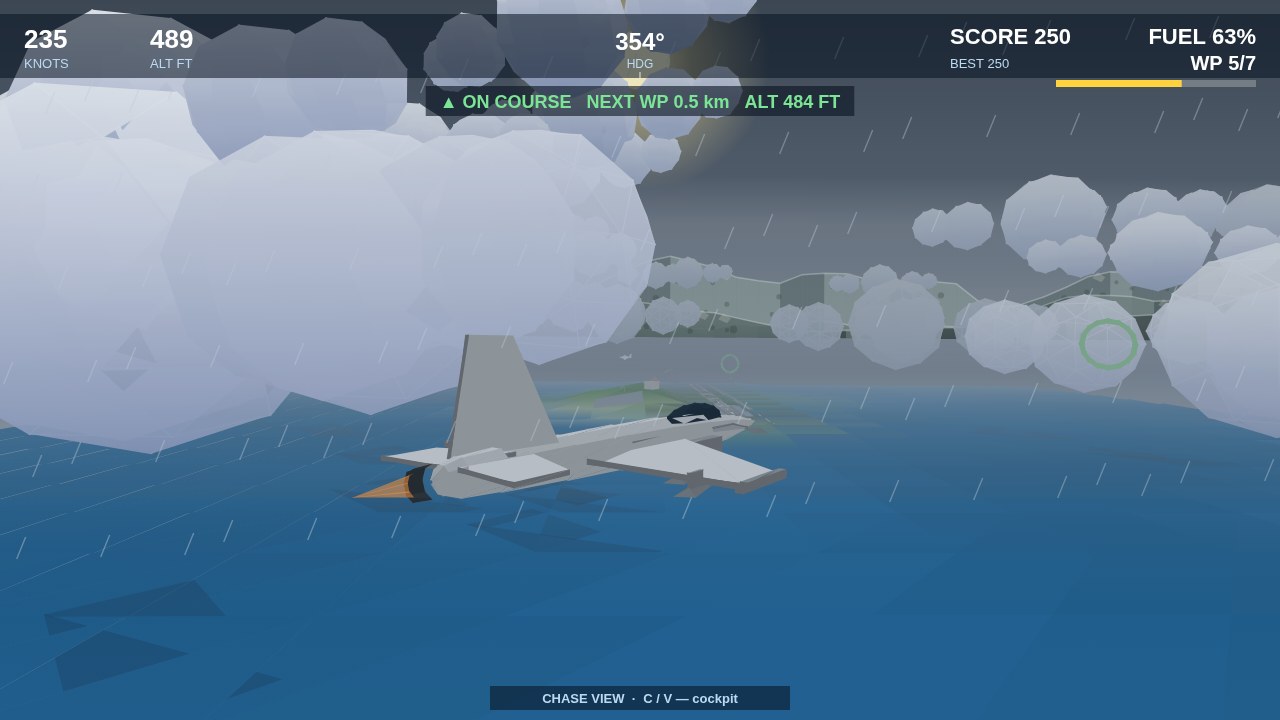 235
KNOTS
489
ALT FT
354°
HDG
SCORE 250
BEST 250
FUEL 63%
WP 5/7
▲ ON COURSE NEXT WP 0.5 km ALT 484 FT
CHASE VIEW · C / V — cockpit